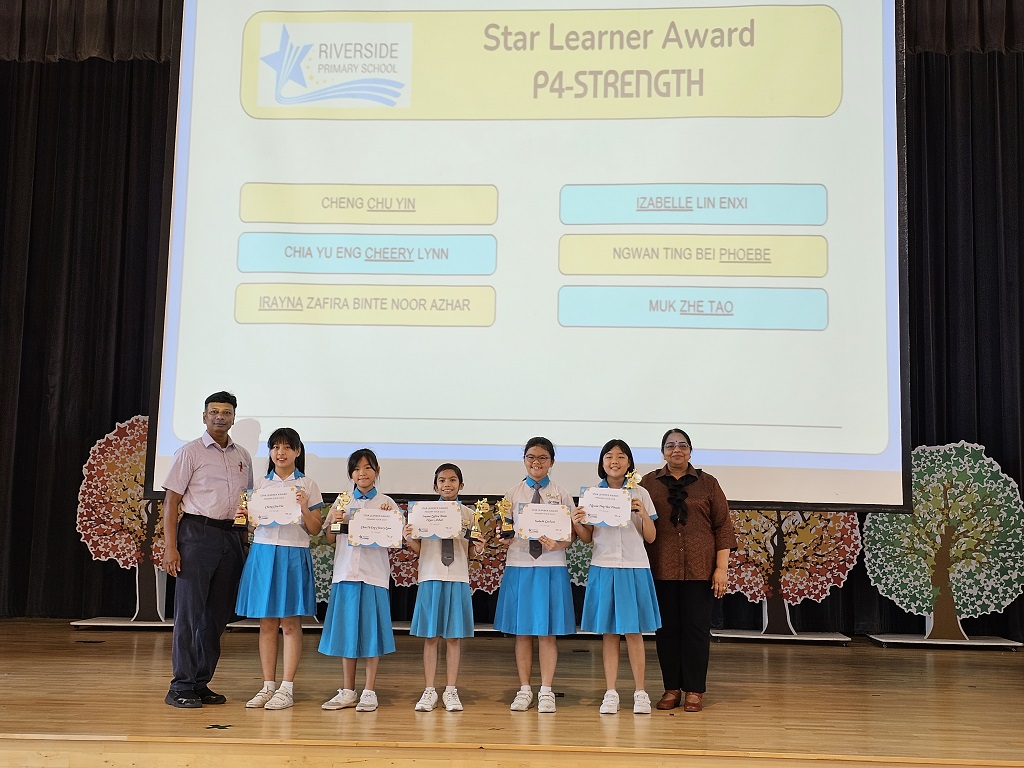 RIVERSIDE
PRIMARY SCHOOL
Star Learner Award
P4-STRENGTH
CHENG CHU YIN
IZABELLE LIN ENXI
CHIA YU ENG CHEERY LYNN
NGWAN TING BEI PHOEBE
IRAYNA ZAFIRA BINTE NOOR AZHAR
MUK ZHE TAO